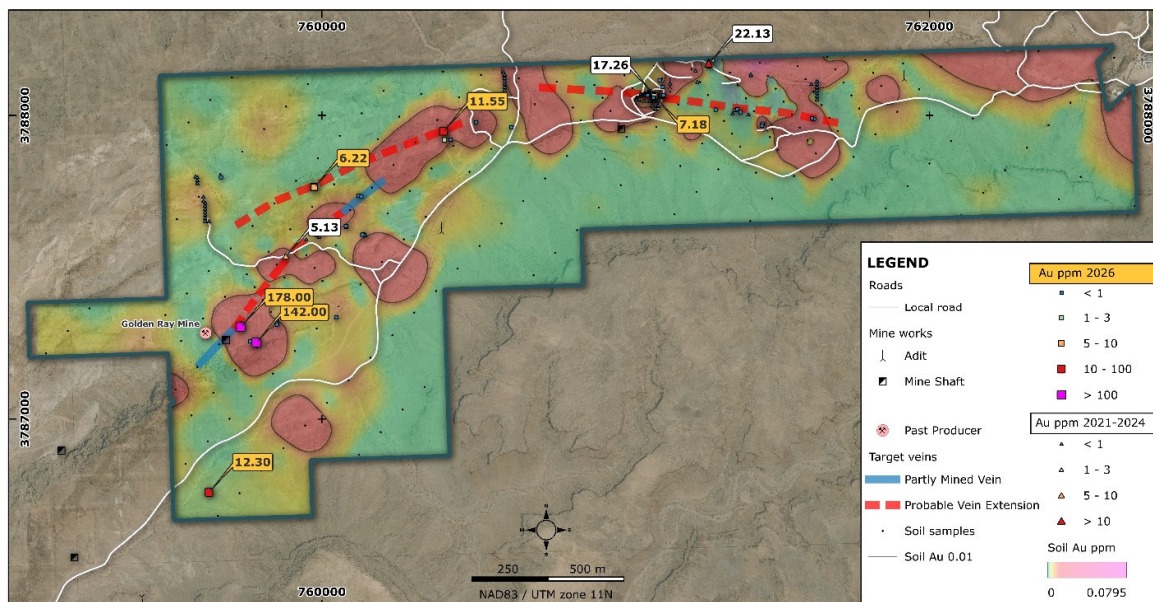 760000
762000
22.13
17.26
3788000
11.55
7.18
3788000
6.22
5.13
178.00
142.00
Golden Ray Mine
3787000
12.30
N
W E
S
250 500 m
NAD83 / UTM zone 11N
760000
LEGEND
Roads
Local road
Mine works
Adit
Mine Shaft
Past Producer
Target veins
Partly Mined Vein
Probable Vein Extension
Soil samples
Soil Au 0.01
Au ppm 2026
< 1
1 - 3
5 - 10
10 - 100
> 100
Au ppm 2021-2024
< 1
1 - 3
5 - 10
> 10
Soil Au ppm
0 0.0795